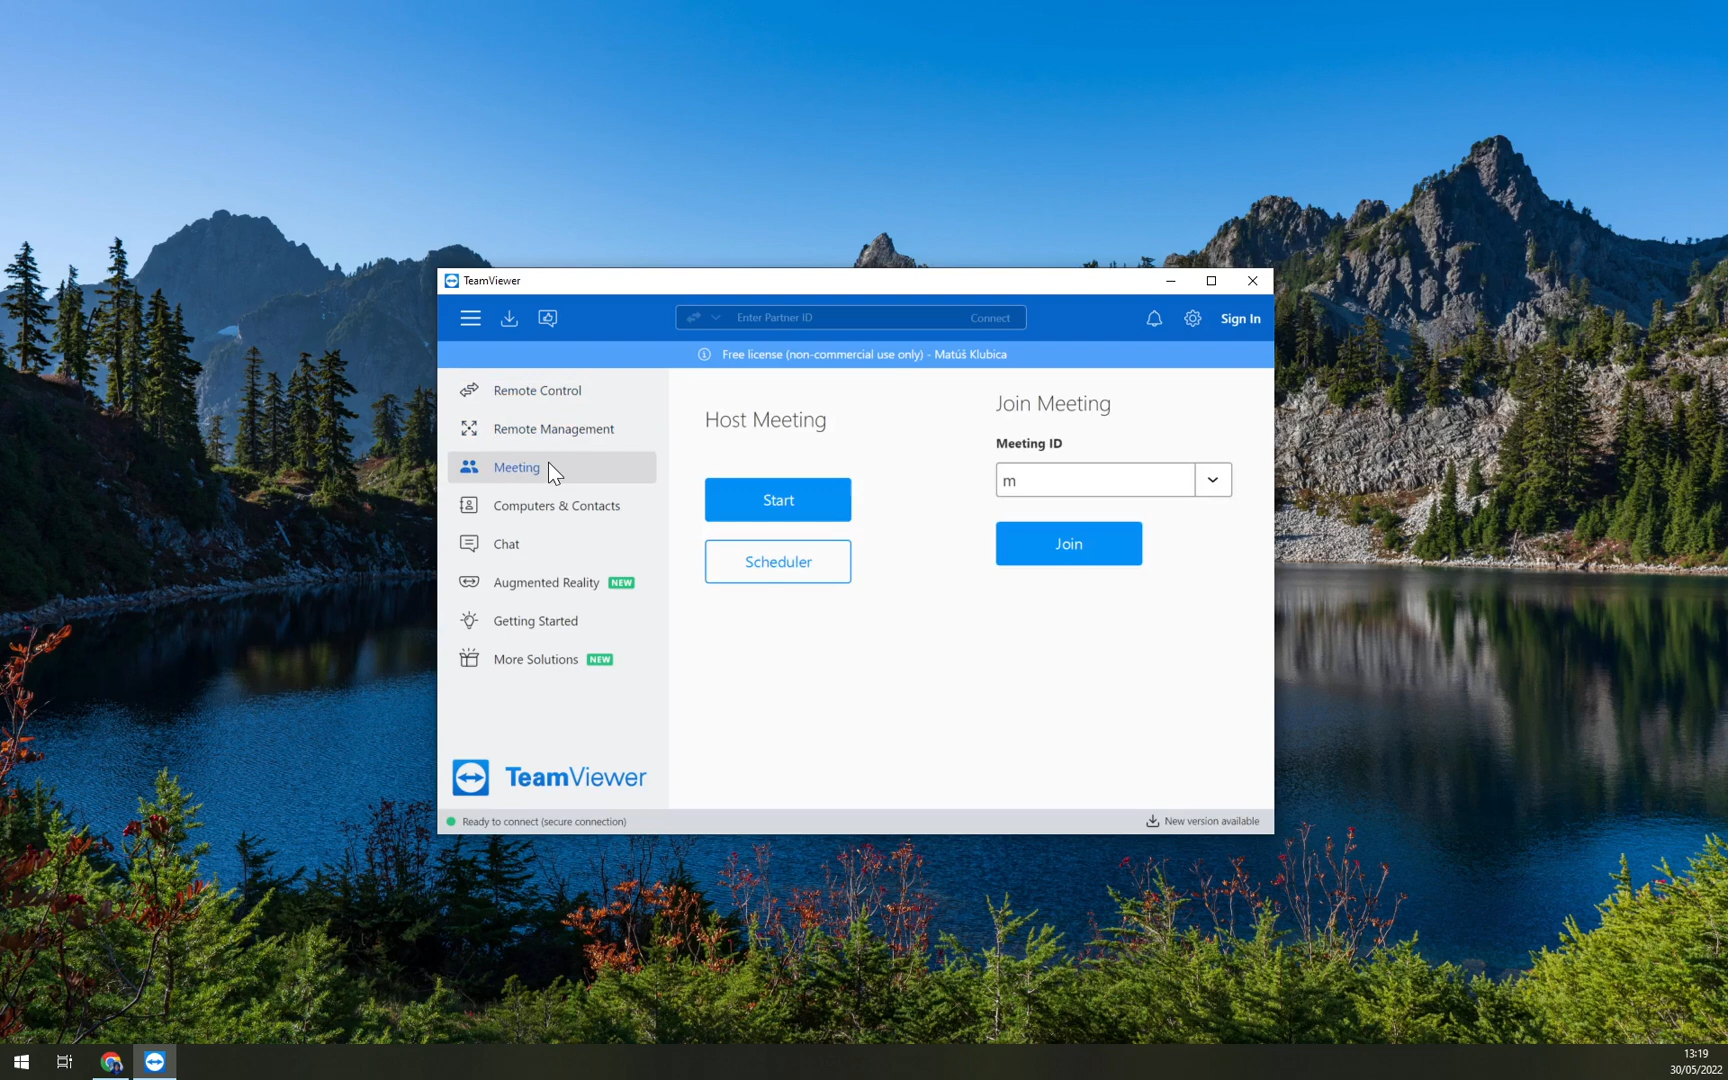 TeamViewer
Enter Partner ID
Connect
Sign In
Free license (non-commercial use only) - Matúš Klubica
Remote Control
Remote Management
Meeting
Computers & Contacts
Chat
Augmented Reality NEW
Getting Started
More Solutions NEW
TeamViewer
Host Meeting
Start
Scheduler
Join Meeting
Meeting ID
m
Join
Ready to connect (secure connection)
New version available
13:19
30/05/2022